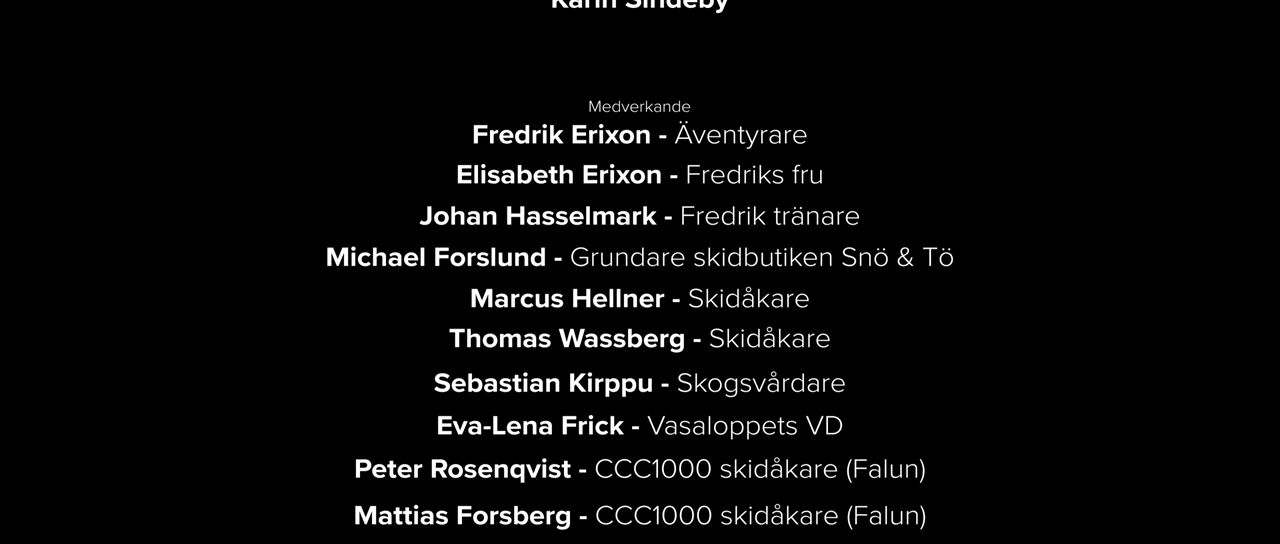 Karin Sindeby
Medverkande
Fredrik Erixon - Äventyrare
Elisabeth Erixon - Fredriks fru
Johan Hasselmark - Fredrik tränare
Michael Forslund - Grundare skidbutiken Snö & Tö
Marcus Hellner - Skidåkare
Thomas Wassberg - Skidåkare
Sebastian Kirppu - Skogsvårdare
Eva-Lena Frick - Vasaloppets VD
Peter Rosenqvist - CCC1000 skidåkare (Falun)
Mattias Forsberg - CCC1000 skidåkare (Falun)